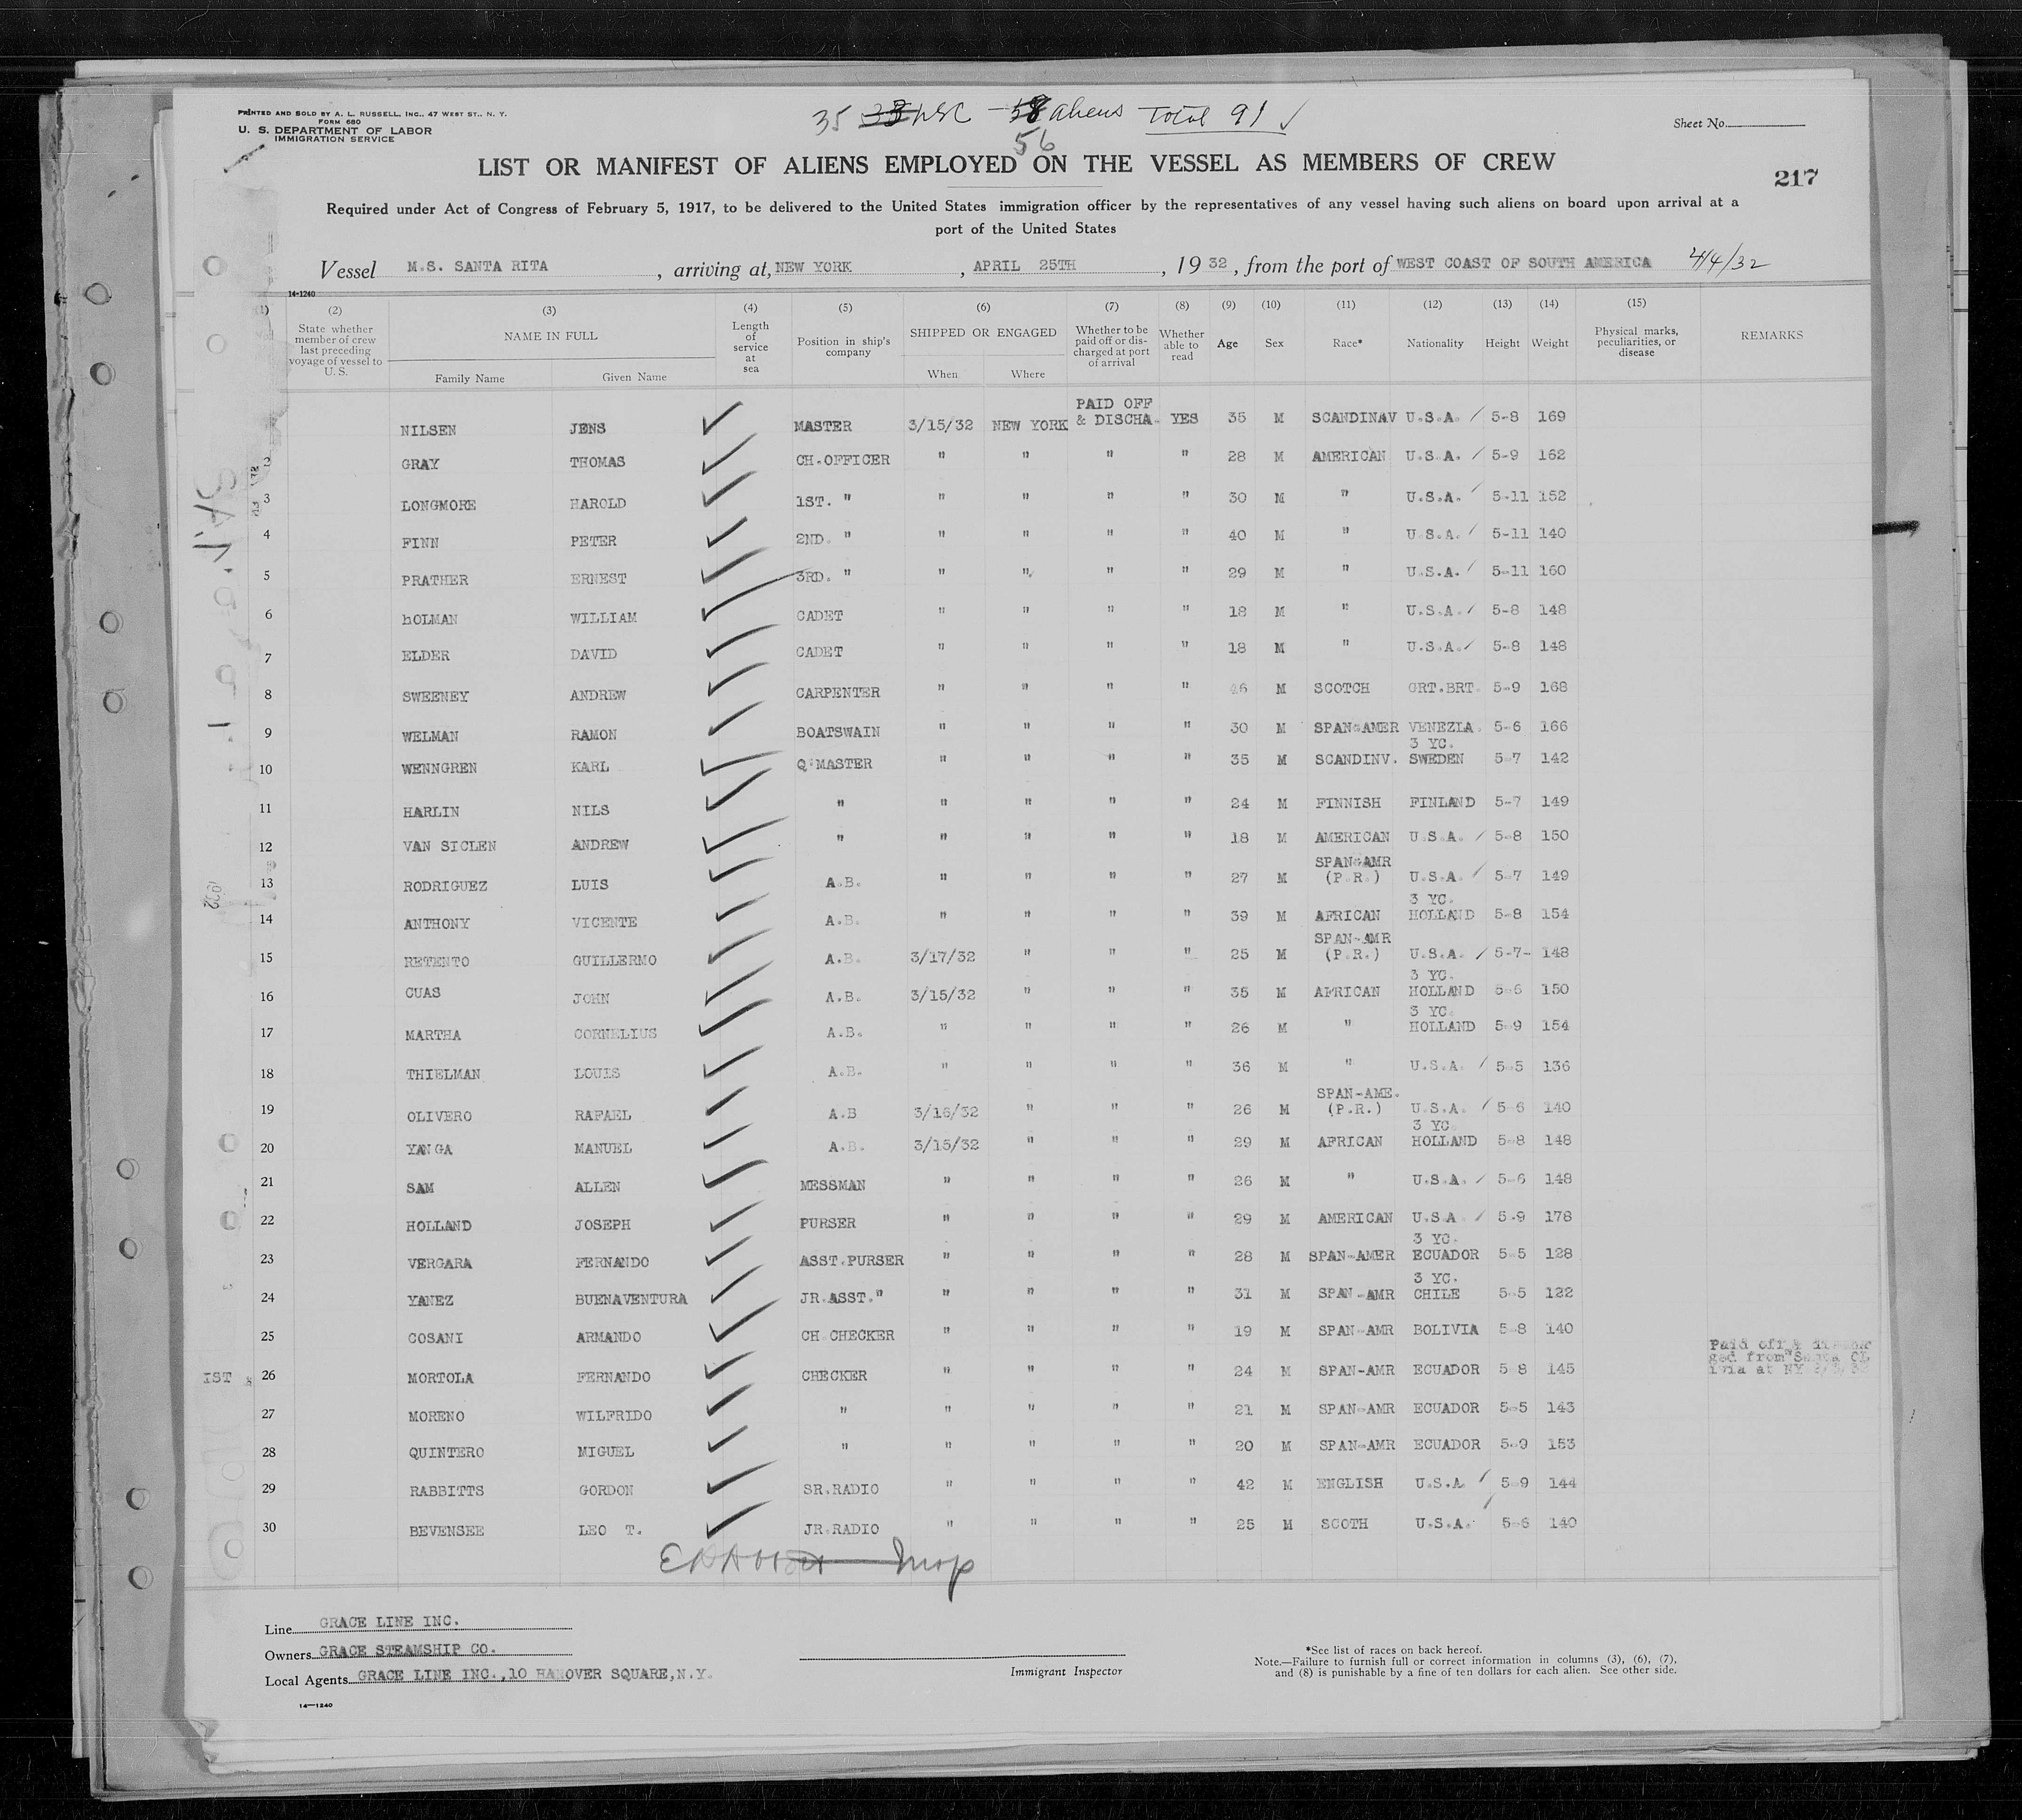 PRINTED AND SOLD BY A. L. RUSSELL, INC., 47 WEST ST., N. Y.
FORM 680
U. S. DEPARTMENT OF LABOR
IMMIGRATION SERVICE
35 33 USC - 58 aliens Total 91 ✓
56
Sheet No.
LIST OR MANIFEST OF ALIENS EMPLOYED ON THE VESSEL AS MEMBERS OF CREW
217
Required under Act of Congress of February 5, 1917, to be delivered to the United States immigration officer by the representatives of any vessel having such aliens on board upon arrival at a
port of the United States
Vessel M.S. SANTA RITA, arriving at, NEW YORK, APRIL 25TH, 1932, from the port of WEST COAST OF SOUTH AMERICA 4/4/32
14-1240
(1) (2) (3) (4) (5) (6) (7) (8) (9) (10) (11) (12) (13) (14) (15)
State whether member of crew last preceding voyage of vessel to U. S. NAME IN FULL Length of service at sea Position in ship's company SHIPPED OR ENGAGED Whether to be paid off or discharged at port of arrival Whether able to read Age Sex Race* Nationality Height Weight Physical marks, peculiarities, or disease REMARKS
Family Name Given Name When Where
NILSEN JENS ✓ MASTER 3/15/32 NEW YORK PAID OFF & DISCHA. YES 35 M SCANDINAV U.S.A. / 5-8 169
2 GRAY THOMAS ✓ CH.OFFICER " " " " 28 M AMERICAN U.S.A. / 5-9 162
3 LONGMORE HAROLD ✓ 1ST. " " " " " 30 M " U.S.A. / 5-11 152
4 FINN PETER ✓ 2ND. " " " " " 40 M " U.S.A. / 5-11 140
5 PRATHER ERNEST ✓ 3RD. " " " " " 29 M " U.S.A. / 5-11 160
6 hOLMAN WILLIAM ✓ CADET " " " " 18 M " U.S.A. / 5-8 148
7 ELDER DAVID ✓ CADET " " " " 18 M " U.S.A. / 5-8 148
8 SWEENEY ANDREW ✓ CARPENTER " " " " 46 M SCOTCH GRT.BRT. 5-9 168
9 WELMAN RAMON ✓ BOATSWAIN " " " " 30 M SPAN-AMER VENEZIA. 5-6 166
3 YC.
10 WENNGREN KARL ✓ Q:MASTER " " " " 35 M SCANDINV. SWEDEN 5-7 142
11 HARLIN NILS ✓ " " " " " 24 M FINNISH FINLAND 5-7 149
12 VAN SICLEN ANDREW ✓ " " " " " 18 M AMERICAN U.S.A. / 5-8 150
SPAN-AMR
13 RODRIGUEZ LUIS ✓ A.B. " " " " 27 M (P.R.) U.S.A. / 5-7 149
3 YC.
14 ANTHONY VICENTE ✓ A.B. " " " " 39 M AFRICAN HOLLAND 5-8 154
SPAN-AMR
15 RETENTO GUILLERMO ✓ A.B. 3/17/32 " " " 25 M (P.R.) U.S.A. / 5-7- 148
3 YC.
16 CUAS JOHN ✓ A.B. 3/15/32 " " " 35 M AFRICAN HOLLAND 5-6 150
3 YC.
17 MARTHA CORNELIUS ✓ A.B. " " " " 26 M " HOLLAND 5-9 154
18 THIELMAN LOUIS ✓ A.B. " " " " 36 M " U.S.A. / 5-5 136
SPAN-AME.
19 OLIVERO RAFAEL ✓ A.B 3/16/32 " " " 26 M (P.R.) U.S.A. / 5-6 140
3 YC.
20 YANGA MANUEL ✓ A.B. 3/15/32 " " " 29 M AFRICAN HOLLAND 5-8 148
21 SAM ALLEN ✓ MESSMAN " " " " 26 M " U.S.A. / 5-6 148
22 HOLLAND JOSEPH ✓ PURSER " " " " 29 M AMERICAN U.S.A / 5-9 178
3 YC.
23 VERGARA FERNANDO ✓ ASST.PURSER " " " " 28 M SPAN-AMER ECUADOR 5-5 128
3 YC.
24 YANEZ BUENAVENTURA ✓ JR.ASST." " " " " 31 M SPAN-AMR CHILE 5-5 122
25 COSANI ARMANDO ✓ CH CHECKER " " " " 19 M SPAN-AMR BOLIVIA 5-8 140
IST 26 MORTOLA FERNANDO ✓ CHECKER " " " " 24 M SPAN-AMR ECUADOR 5 8 145 Paid off & ged from Santa at NY
27 MORENO WILFRIDO ✓ " " " " " 21 M SPAN-AMR ECUADOR 5-5 143
28 QUINTERO MIGUEL ✓ " " " " " 20 M SPAN-AMR ECUADOR 5-9 153
29 RABBITTS GORDON ✓ SR.RADIO " " " " 42 M ENGLISH U.S.A / 5-9 144
30 BEVENSEE LEO T. ✓ JR.RADIO " " " " 25 M SCOTH U.S.A. / 5-6 140
Line GRACE LINE INC.
Owners GRACE STEAMSHIP CO.
Local Agents GRACE LINE INC.,10 HANOVER SQUARE,N.Y.
14-1240
Immigrant Inspector
*See list of races on back hereof.
Note.—Failure to furnish full or correct information in columns (3), (6), (7),
and (8) is punishable by a fine of ten dollars for each alien. See other side.